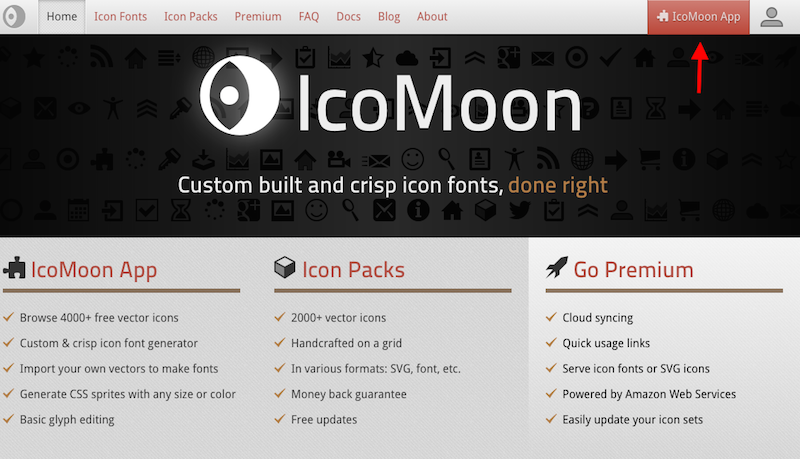 Home Icon Fonts Icon Packs Premium FAQ Docs Blog About IcoMoon App
IcoMoon
Custom built and crisp icon fonts, done right
IcoMoon App
Browse 4000+ free vector icons
Custom & crisp icon font generator
Import your own vectors to make fonts
Generate CSS sprites with any size or color
Basic glyph editing
Icon Packs
2000+ vector icons
Handcrafted on a grid
In various formats: SVG, font, etc.
Money back guarantee
Free updates
Go Premium
Cloud syncing
Quick usage links
Serve icon fonts or SVG icons
Powered by Amazon Web Services
Easily update your icon sets